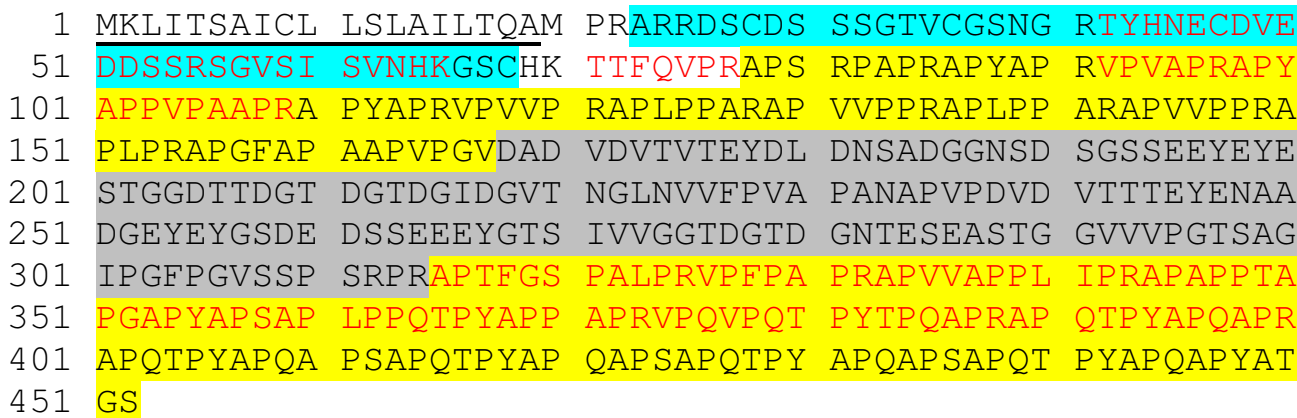 1 MKLITSAICL LSLAILTQAM PRARRDSCDS SSGTVCGSNG RTYHNECDVE
51 DDSSRSGVSI SVNHKGSCHK TTFQVPRAPS RPAPRAPYAP RVPVAPRAPY
101 APPVPAAPRA PYAPRVPVVP RAPLPPARAP VVPPRAPLPP ARAPVVPPRA
151 PLPRAPGFAP AAPVPGVDAD VDVTVTEYDL DNSADGGNSD SGSSEEYEYE
201 STGGDTTDGT DGTDGIDGVT NGLNVVFPVA PANAPVPDVD VTTTEYENAA
251 DGEYEYGSDE DSSEEEEYGTS IVVGGTDGTD GNTESEASTG GVVVPGTSAG
301 IPGFPGVSSP SRPRAPTFGS PALPRVPFPA PRAPVVAPPL IPRAPAPPTA
351 PGAPYAPSAP LPPQTPYAPP APRVPQVPQT PYTPQAPRAP QTPYAPQAPR
401 APQTPYAPQA PSAPQTPYAP QAPSAPQTPY APQAPSAPQT PYAPQAPYAT
451 GS